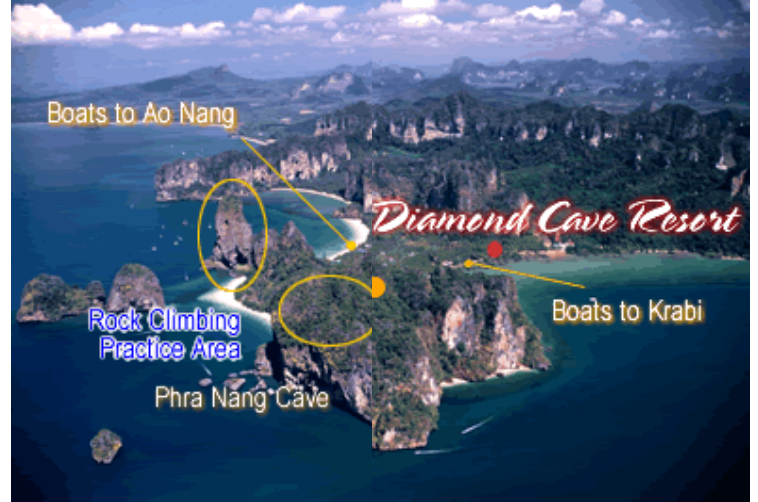 Boats to Ao Nang
Diamond Cave Resort
Boats to Krabi
Rock Climbing
Practice Area
Phra Nang Cave